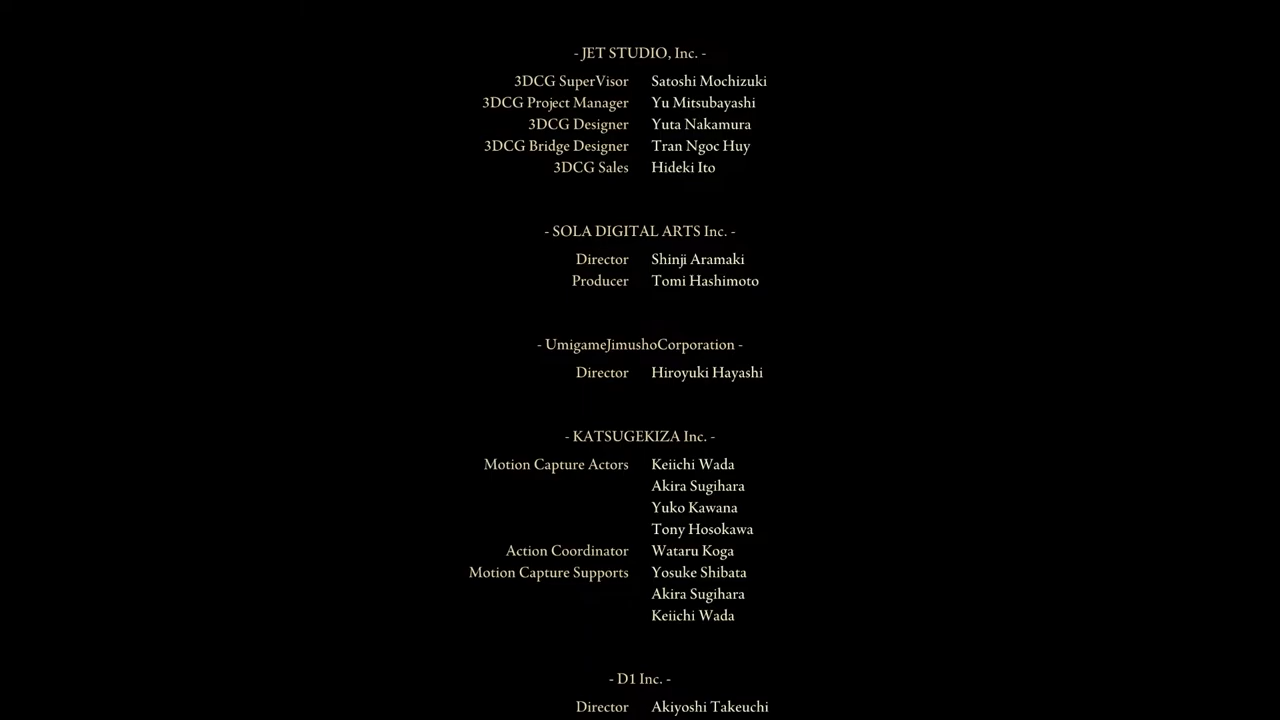 - JET STUDIO, Inc. -
3DCG SuperVisor Satoshi Mochizuki
3DCG Project Manager Yu Mitsubayashi
3DCG Designer Yuta Nakamura
3DCG Bridge Designer Tran Ngoc Huy
3DCG Sales Hideki Ito
- SOLA DIGITAL ARTS Inc. -
Director Shinji Aramaki
Producer Tomi Hashimoto
- UmigameJimushoCorporation -
Director Hiroyuki Hayashi
- KATSUGEKIZA Inc. -
Motion Capture Actors Keiichi Wada
Akira Sugihara
Yuko Kawana
Tony Hosokawa
Action Coordinator Wataru Koga
Motion Capture Supports Yosuke Shibata
Akira Sugihara
Keiichi Wada
- D1 Inc. -
Director Akiyoshi Takeuchi